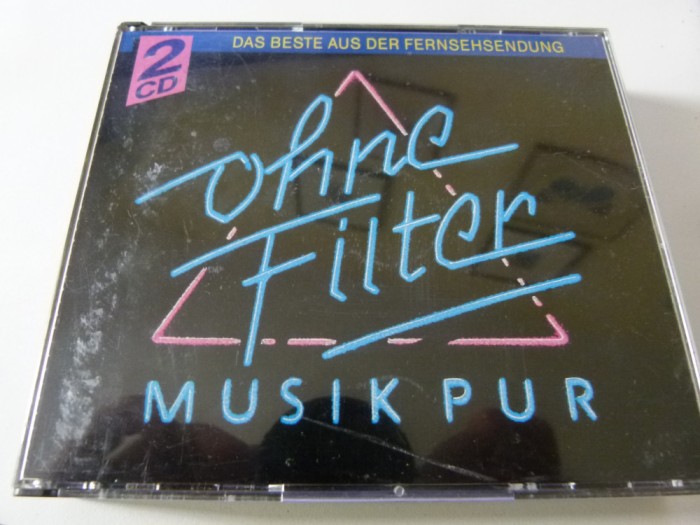 2
CD
DAS BESTE AUS DER FERNSEHSENDUNG
ohne
Filter
MUSIK PUR